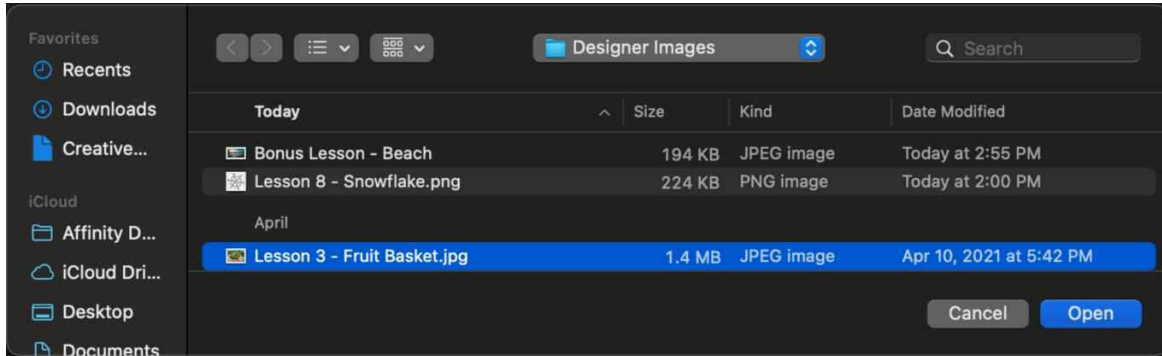 Favorites
Recents
Downloads
Creative...
iCloud
Affinity D...
iCloud Dri...
Desktop
Documents
Designer Images
Search
Today Size Kind Date Modified
Bonus Lesson - Beach 194 KB JPEG image Today at 2:55 PM
Lesson 8 - Snowflake.png 224 KB PNG image Today at 2:00 PM
April
Lesson 3 - Fruit Basket.jpg 1.4 MB JPEG image Apr 10, 2021 at 5:42 PM
Cancel Open